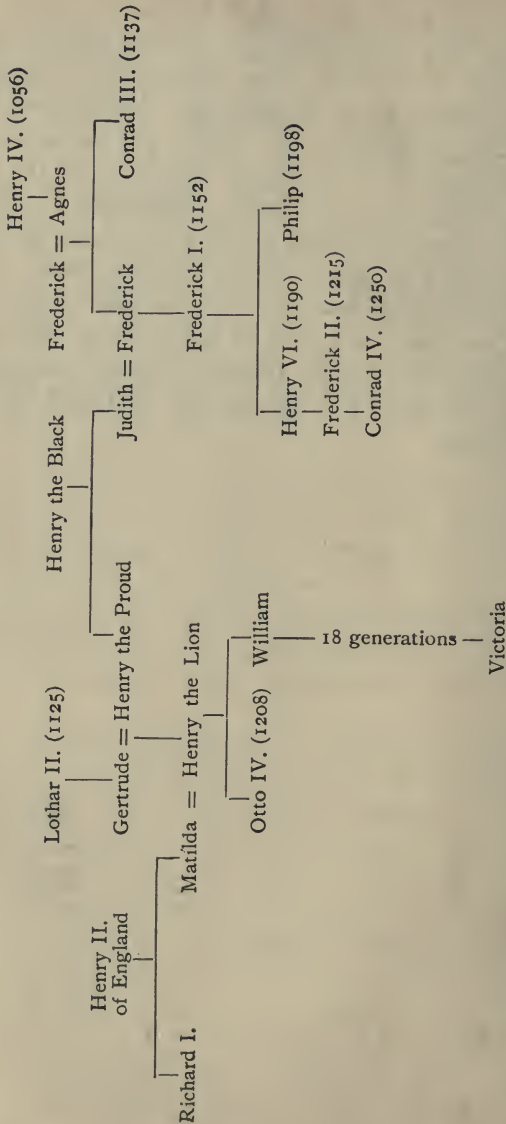 Henry IV. (1056)
Lothar II. (1125) Henry the Black Frederick = Agnes
Henry II.
of England
Gertrude = Henry the Proud Judith = Frederick Conrad III. (1137)
Richard I. Matilda = Henry the Lion Frederick I. (1152)
Otto IV. (1208) William Henry VI. (1190) Philip (1198)
18 generations Frederick II. (1215)
Victoria Conrad IV. (1250)